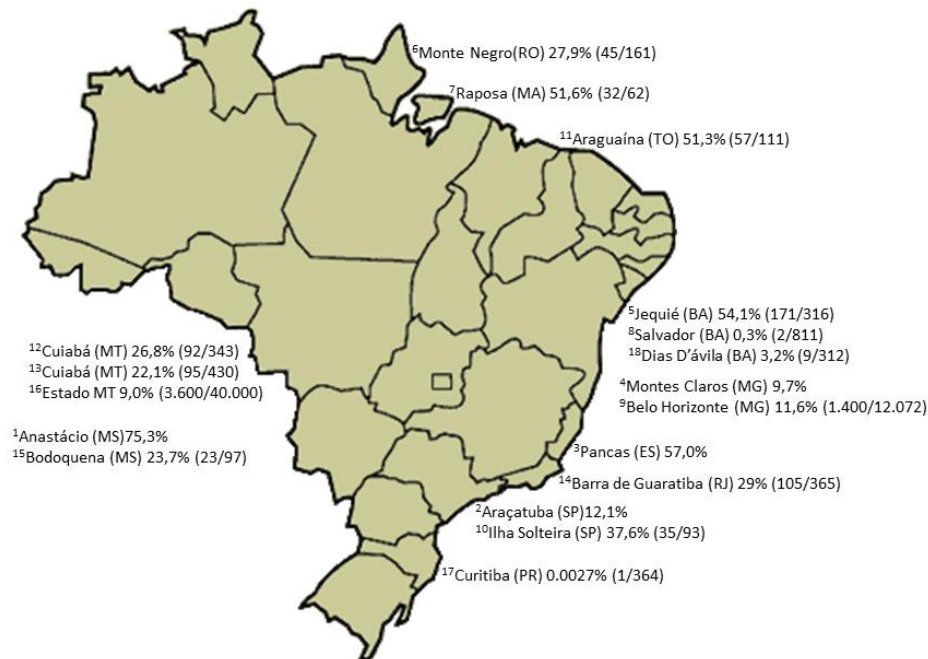 ⁶Monte Negro(RO) 27,9% (45/161)
⁷Raposa (MA) 51,6% (32/62)
¹¹Araguaína (TO) 51,3% (57/111)
⁵Jequié (BA) 54,1% (171/316)
⁸Salvador (BA) 0,3% (2/811)
¹⁸Dias D’ávila (BA) 3,2% (9/312)
¹²Cuiabá (MT) 26,8% (92/343)
¹³Cuiabá (MT) 22,1% (95/430)
¹⁶Estado MT 9,0% (3.600/40.000)
⁴Montes Claros (MG) 9,7%
⁹Belo Horizonte (MG) 11,6% (1.400/12.072)
¹Anastácio (MS)75,3%
¹⁵Bodoquena (MS) 23,7% (23/97)
³Pancas (ES) 57,0%
¹⁴Barra de Guaratiba (RJ) 29% (105/365)
²Araçatuba (SP)12,1%
¹⁰Ilha Solteira (SP) 37,6% (35/93)
¹⁷Curitiba (PR) 0.0027% (1/364)